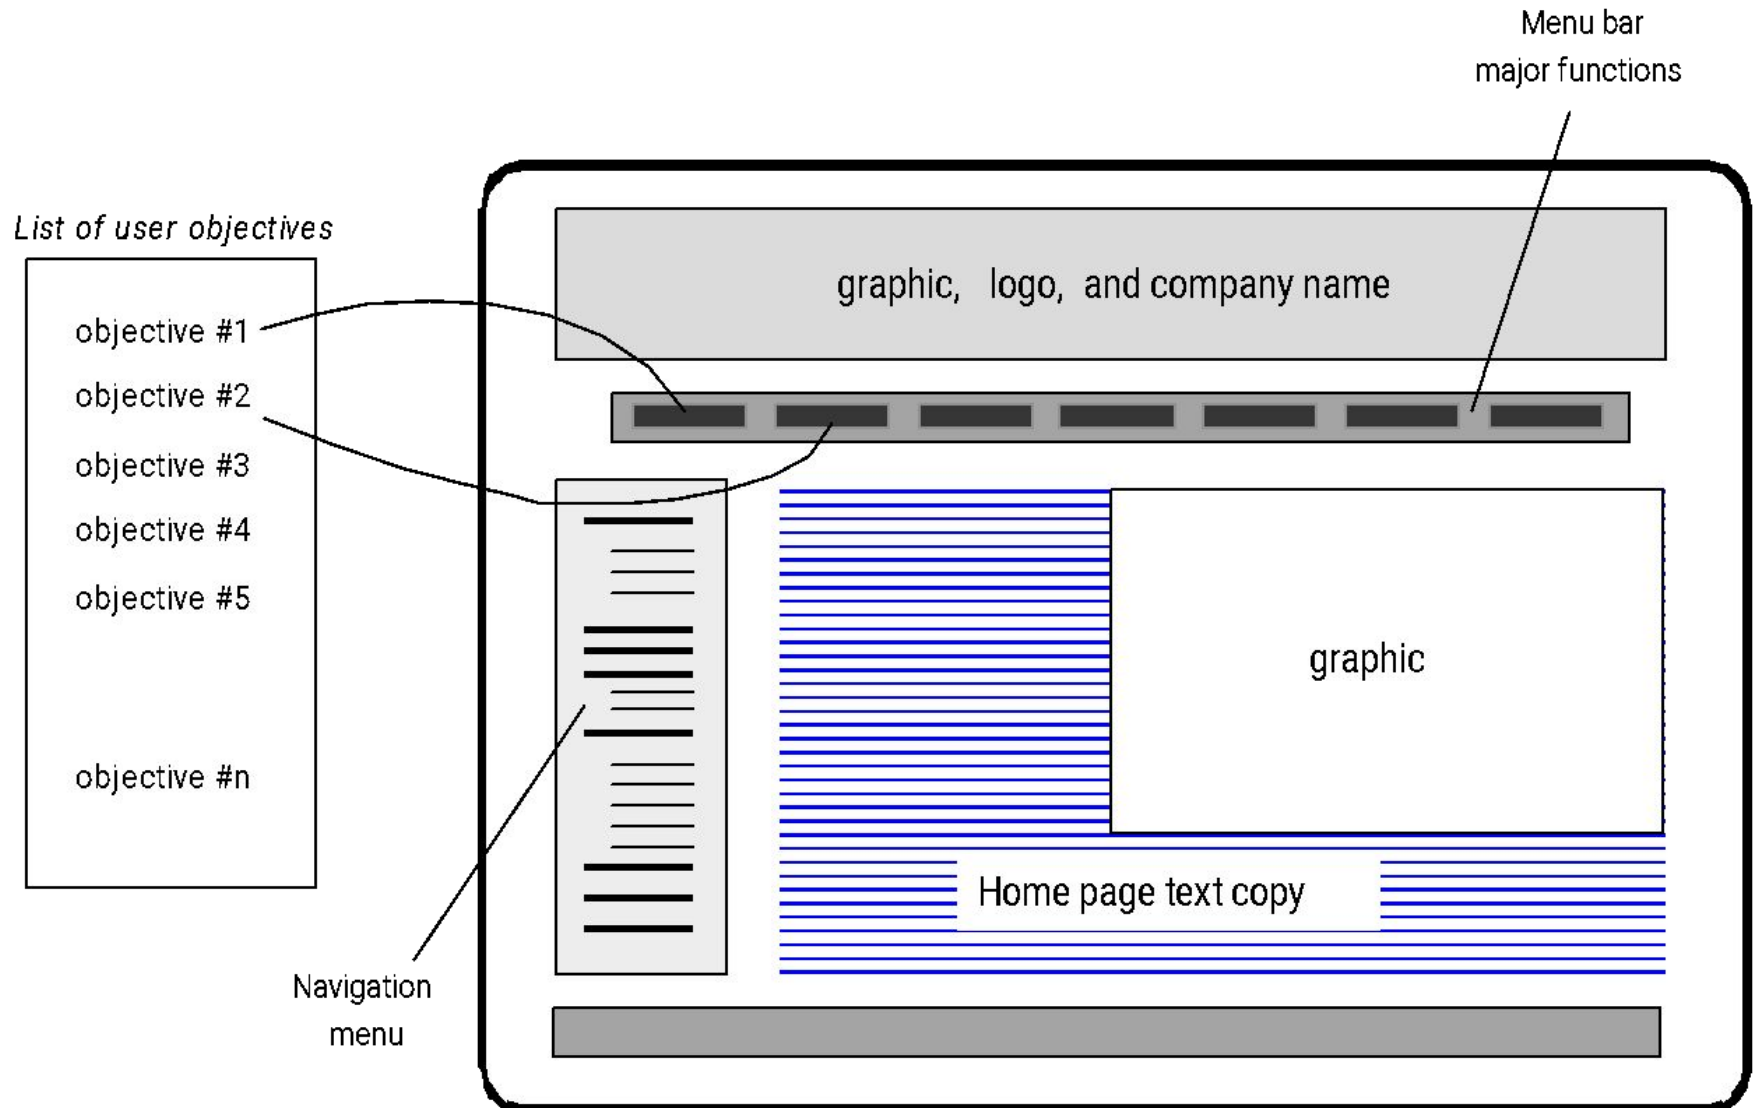 Menu bar
major functions
List of user objectives
graphic, logo, and company name
objective #1
objective #2
objective #3
objective #4
objective #5
graphic
objective #n
Home page text copy
Navigation
menu